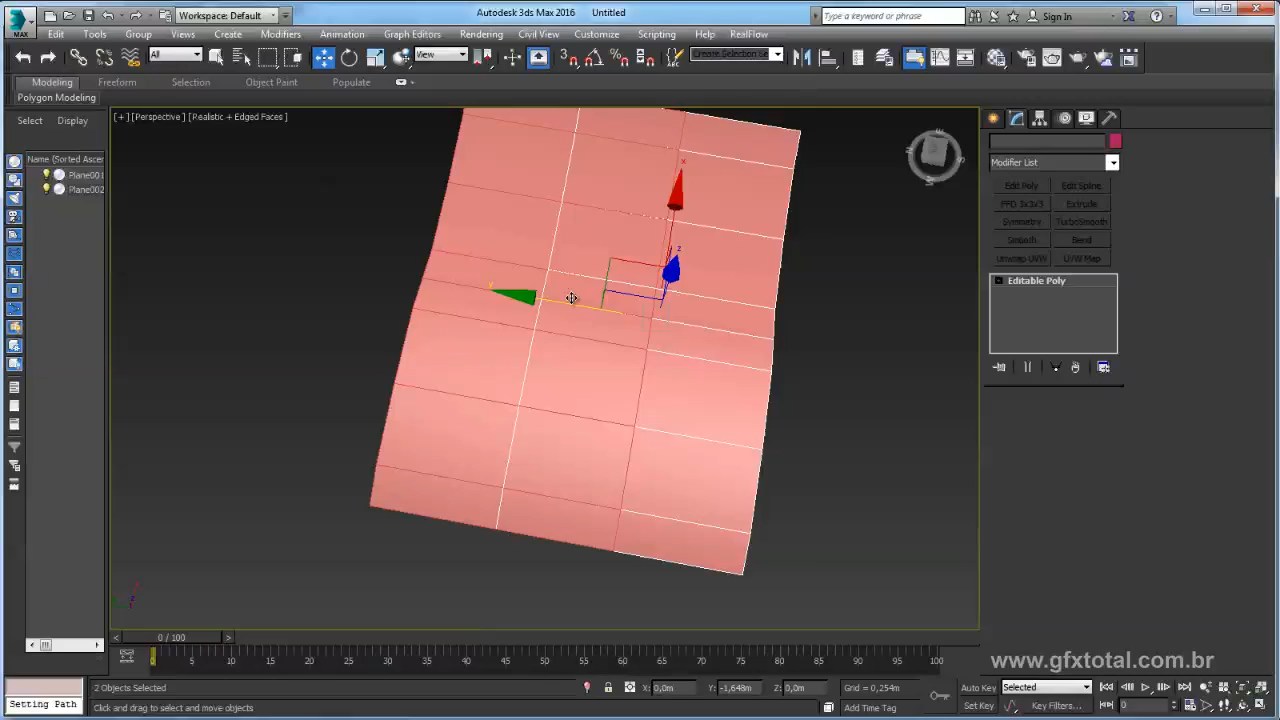 Workspace: Default
Autodesk 3ds Max 2016 Untitled
Type a keyword or phrase
Sign In
MAX
Edit Tools Group Views Create Modifiers Animation Graph Editors Rendering Civil View Customize Scripting Help RealFlow
All
View
Create Selection Se
Modeling Freeform Selection Object Paint Populate
Polygon Modeling
Select Display
[+] [Perspective] [Realistic + Edged Faces]
Name (Sorted Ascen
Plane001
Plane002
Modifier List
Edit Poly Edit Spline
FFD 3x3x3 Extrude
Symmetry TurboSmooth
Smooth Bend
Unwrap UVW UVW Map
Editable Poly
x
z
0 / 100
0 5 10 15 20 25 30 35 40 45 50 55 60 65 70 75 80 85 90 95 100
www.gfxtotal.com.br
2 Objects Selected
X: 0,0m Y: -1,648m Z: 0,0m Grid = 0,254m
Auto Key Selected
Setting Path
Click and drag to select and move objects
Add Time Tag
Set Key Key Filters...
0